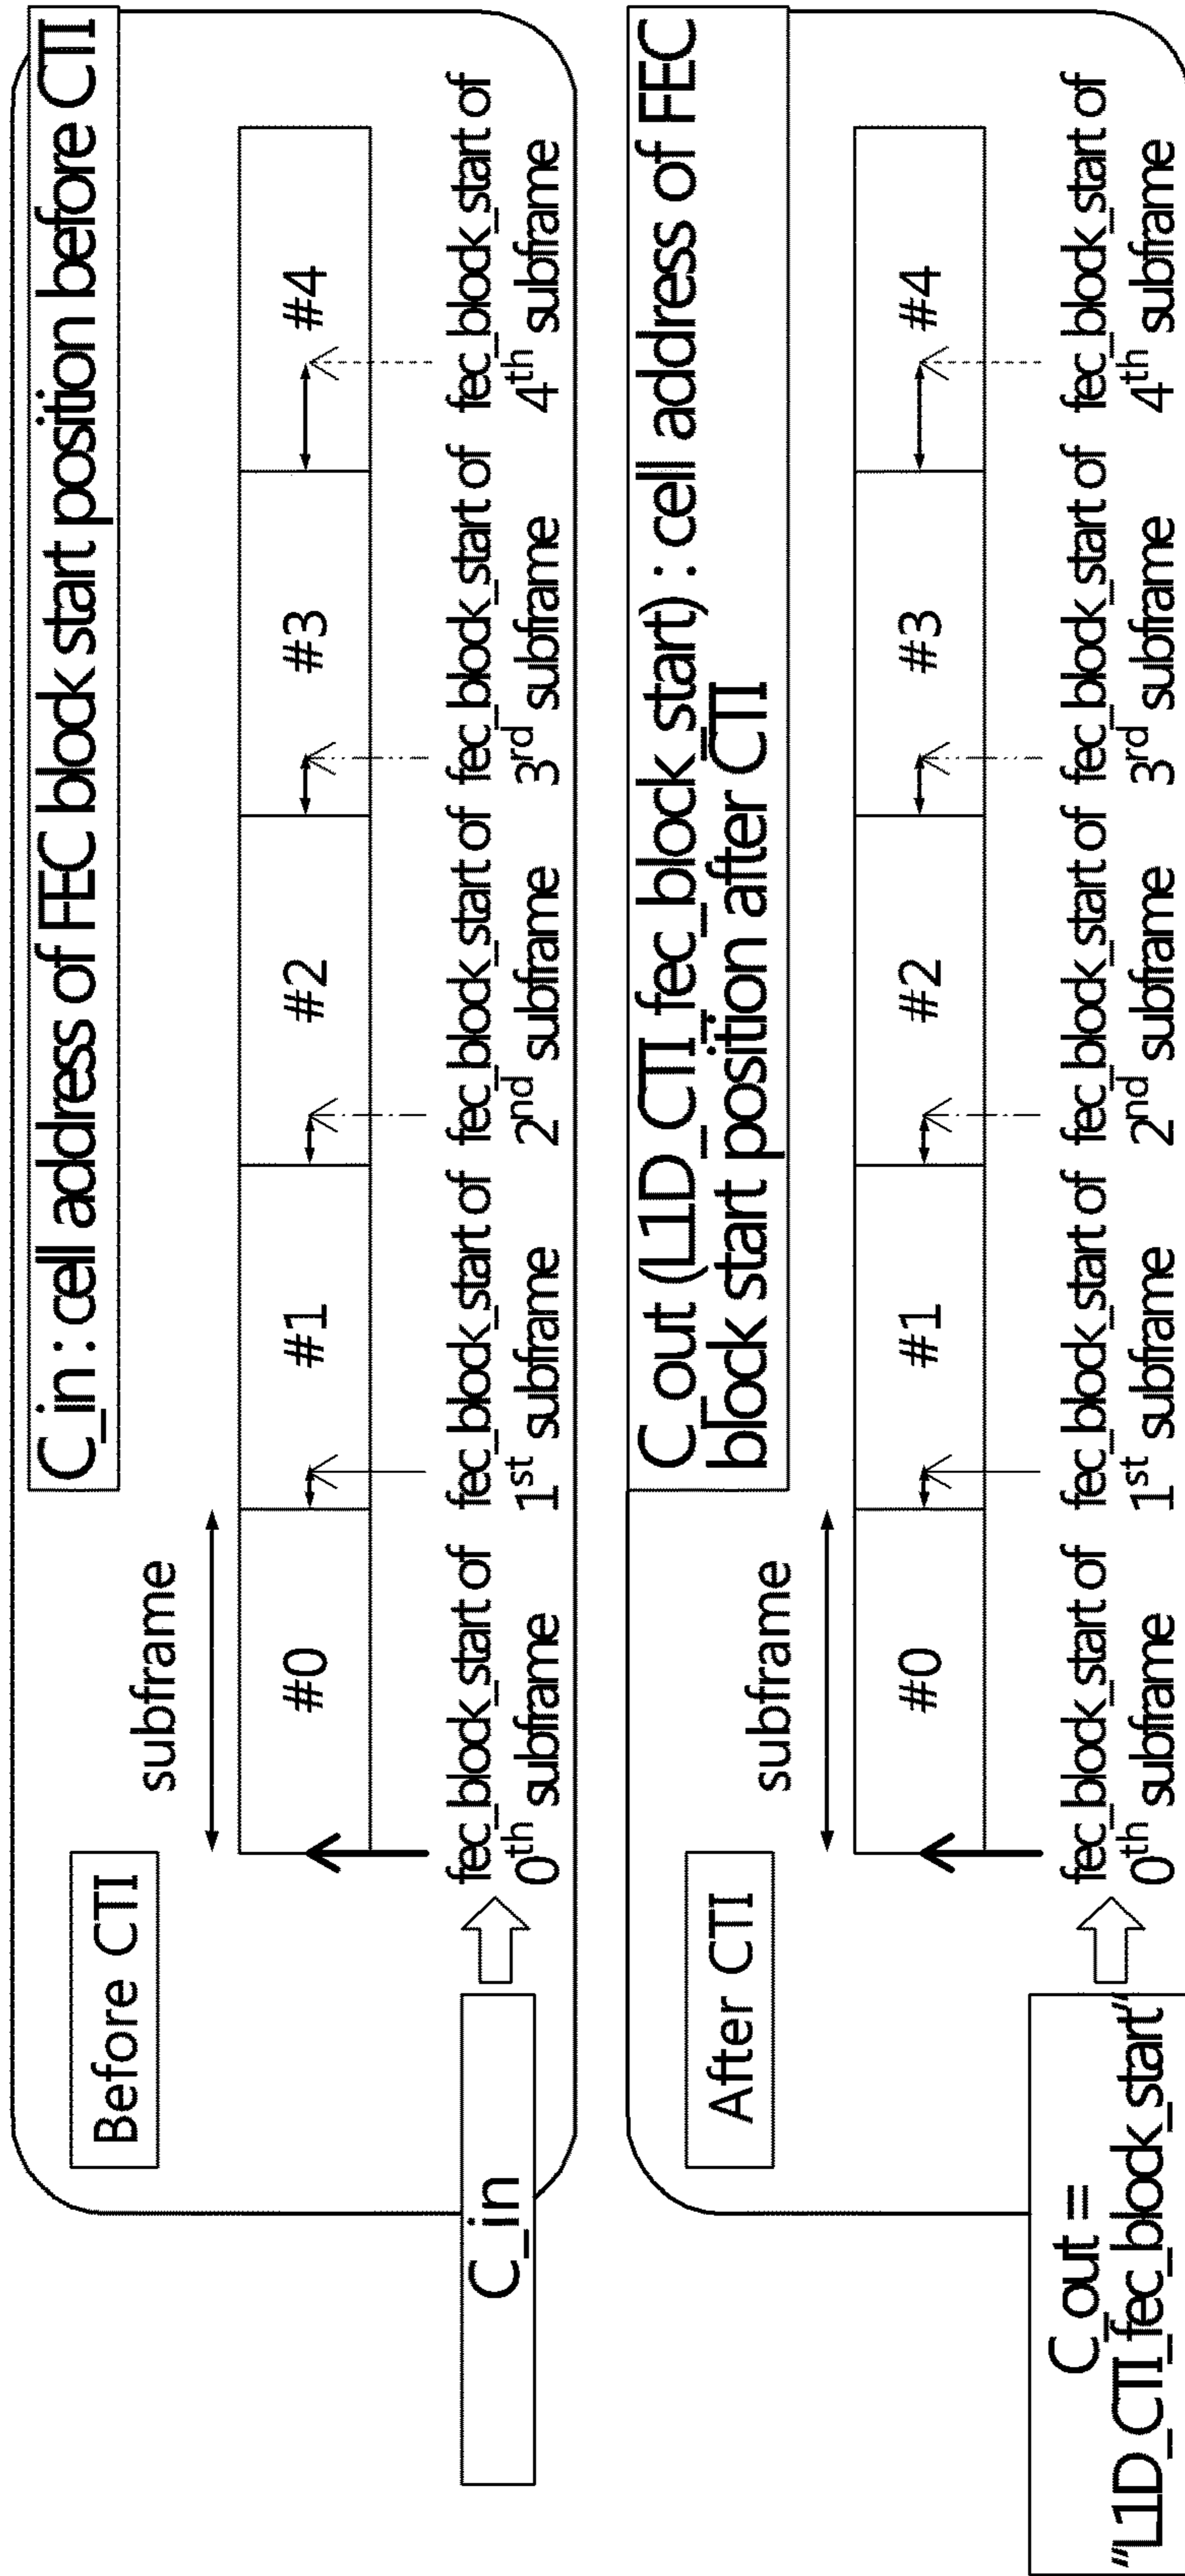 C_in : cell address of FEC block start position before CTI
Before CTI
subframe
#0
#1
#2
#3
#4
C_in
fec_block_start of
0th subframe
fec_block_start of
1st subframe
fec_block_start of
2nd subframe
fec_block_start of
3rd subframe
fec_block_start of
4th subframe
C_out (L1D_CTI_fec_block_start) : cell address of FEC
block start position after CTI
After CTI
subframe
#0
#1
#2
#3
#4
C_out =
"L1D_CTI_fec_block_start"
fec_block_start of
0th subframe
fec_block_start of
1st subframe
fec_block_start of
2nd subframe
fec_block_start of
3rd subframe
fec_block_start of
4th subframe